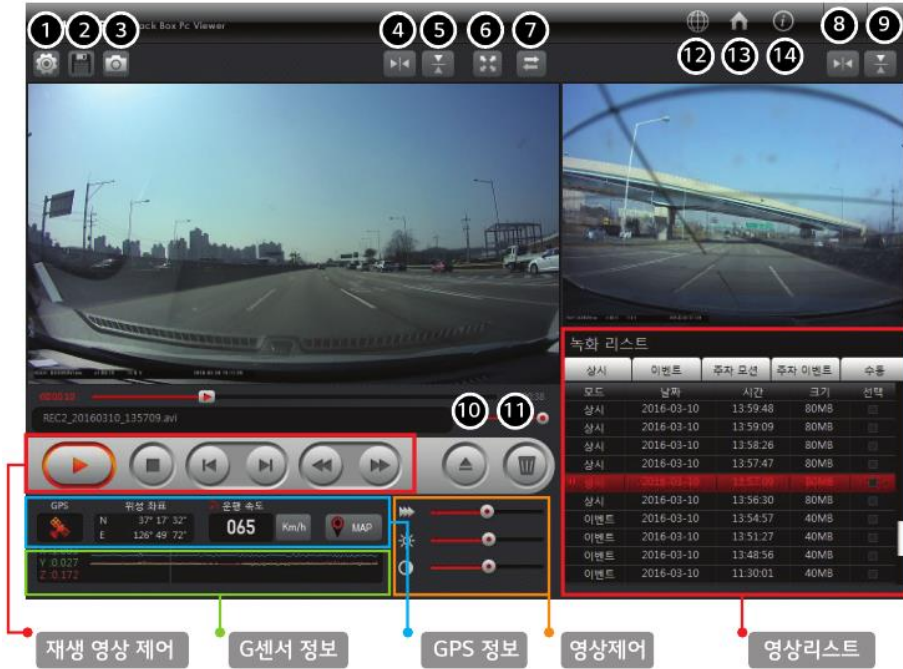 1 2 3 4 5 6 7 8 9
ack Box Pc Viewer
12 13 14
녹화 리스트
상시 이벤트 주차 모션 주차 이벤트 수동
모드 날짜 시간 크기 선택
상시 2016-03-10 13:59:48 80MB
상시 2016-03-10 13:59:09 80MB
상시 2016-03-10 13:58:26 80MB
상시 2016-03-10 13:57:47 80MB
상시 2016-03-10 13:56:30 80MB
이벤트 2016-03-10 13:54:57 40MB
이벤트 2016-03-10 13:51:27 40MB
이벤트 2016-03-10 13:48:56 40MB
이벤트 2016-03-10 11:30:01 40MB
REC2_20160310_135709.avi
10 11
GPS 위성 좌표 운행 속도
N 37° 17' 32"
E 126° 49' 72"
065 Km/h MAP
Y :0.027
Z :0.172
재생 영상 제어 G센서 정보 GPS 정보 영상제어 영상리스트